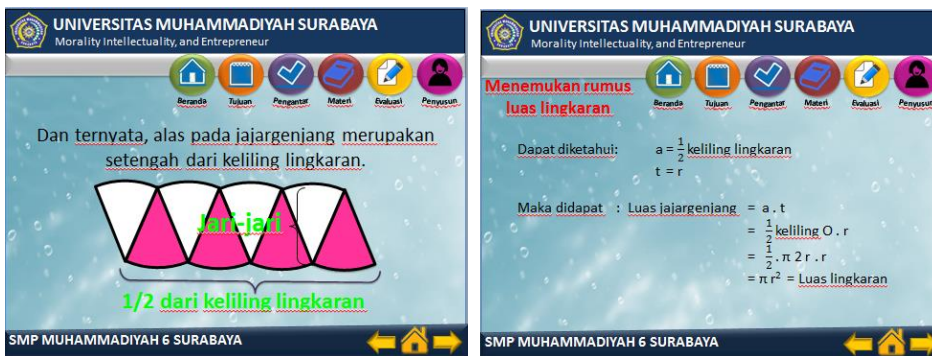 UNIVERSITAS MUHAMMADIYAH SURABAYA
Morality Intellectuality, and Entrepreneur
Beranda Tujuan Pengantar Materi Evaluasi Penyusun
Dan ternyata, alas pada jajargenjang merupakan
setengah dari keliling lingkaran.
Jari-jari
1/2 dari keliling lingkaran
SMP MUHAMMADIYAH 6 SURABAYA
UNIVERSITAS MUHAMMADIYAH SURABAYA
Morality Intellectuality, and Entrepreneur
Beranda Tujuan Pengantar Materi Evaluasi Penyusun
Menemukan rumus
luas lingkaran
Dapat diketahui: a = 1/2 keliling lingkaran
t = r
Maka didapat : Luas jajargenjang = a . t
= 1/2 keliling O . r
= 1/2 . π 2 r . r
= π r² = Luas lingkaran
SMP MUHAMMADIYAH 6 SURABAYA